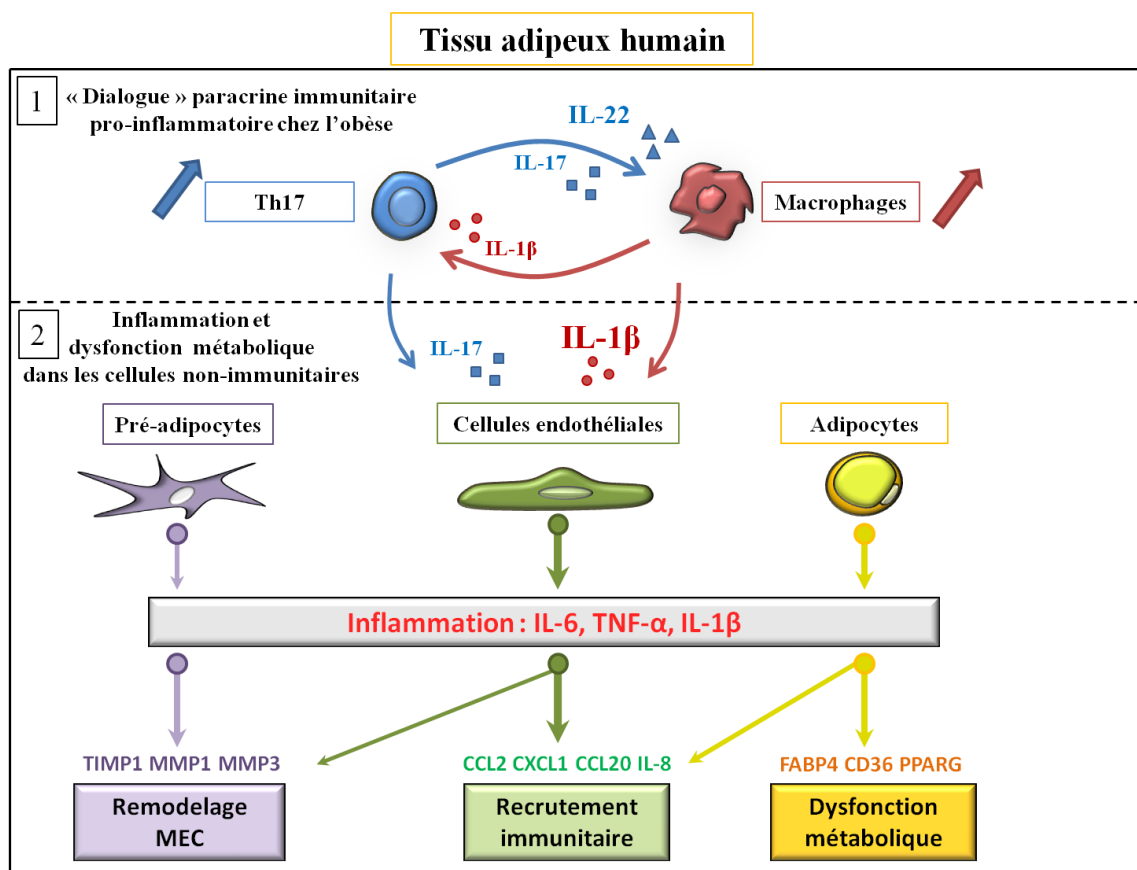 Tissu adipeux humain
1
« Dialogue » paracrine immunitaire
pro-inflammatoire chez l’obèse
IL-22
IL-17
Th17
Macrophages
IL-1β
2
Inflammation et
dysfonction métabolique
dans les cellules non-immunitaires
IL-17
IL-1β
Pré-adipocytes
Cellules endothéliales
Adipocytes
Inflammation : IL-6, TNF-α, IL-1β
TIMP1 MMP1 MMP3
CCL2 CXCL1 CCL20 IL-8
FABP4 CD36 PPARG
Remodelage
MEC
Recrutement
immunitaire
Dysfonction
métabolique